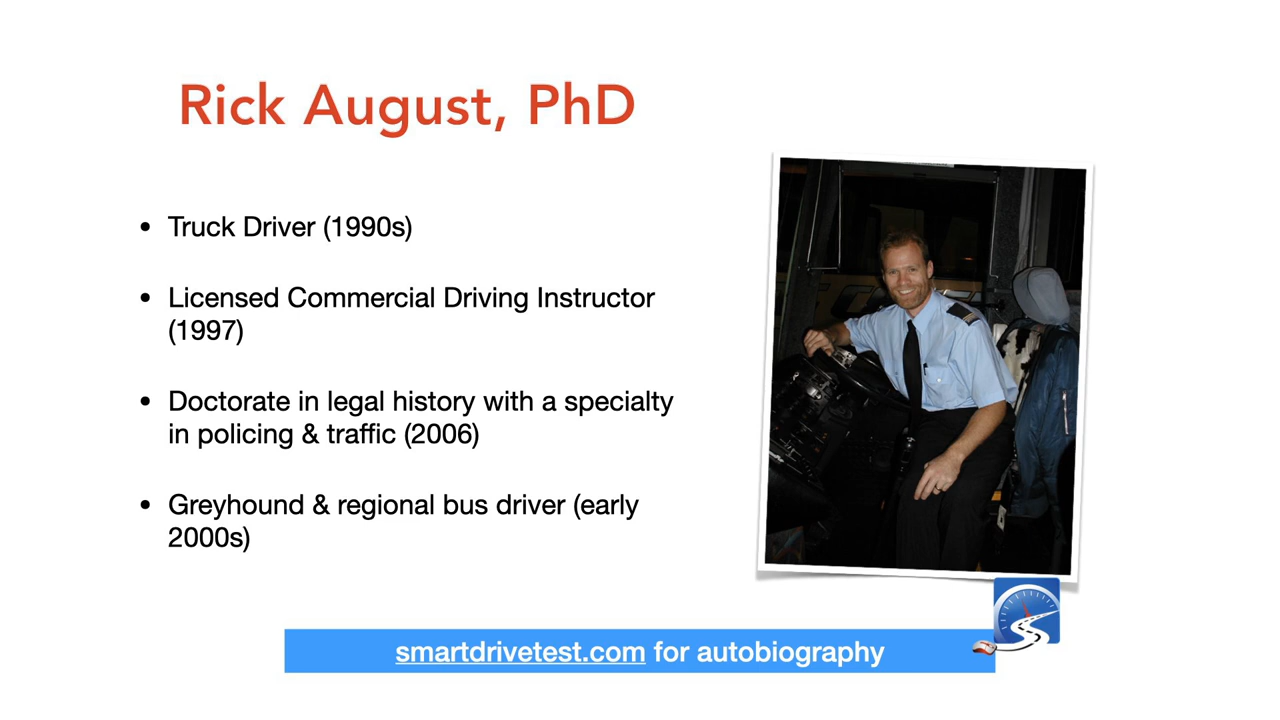 Rick August, PhD
• Truck Driver (1990s)
• Licensed Commercial Driving Instructor
(1997)
• Doctorate in legal history with a specialty
in policing & traffic (2006)
• Greyhound & regional bus driver (early
2000s)
smartdrivetest.com for autobiography